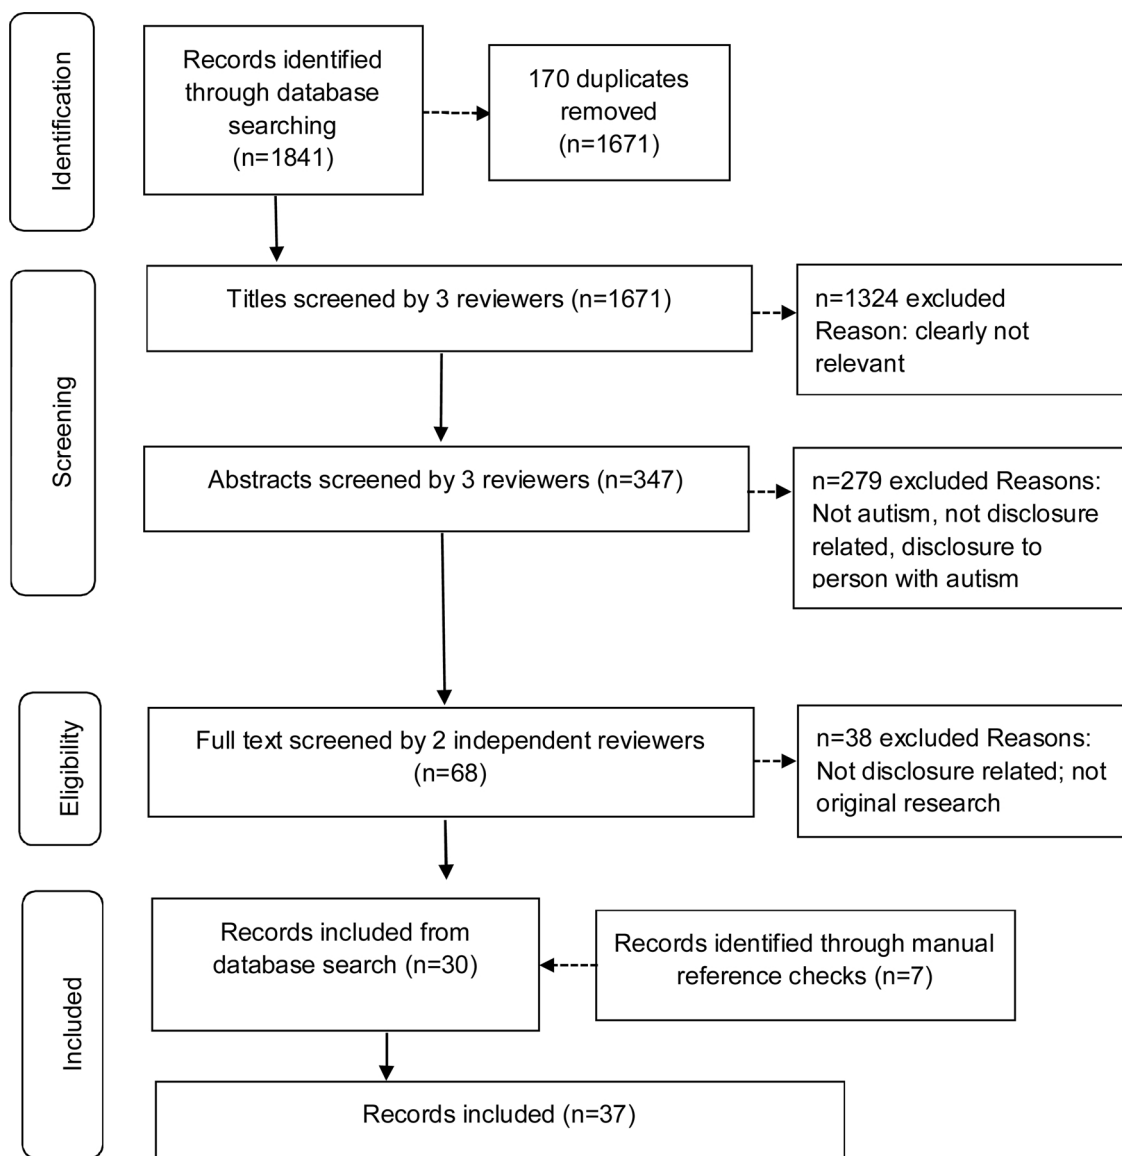 Identification
Records identified
through database
searching
(n=1841)
170 duplicates
removed
(n=1671)
Screening
Titles screened by 3 reviewers (n=1671)
n=1324 excluded
Reason: clearly not
relevant
Abstracts screened by 3 reviewers (n=347)
n=279 excluded Reasons:
Not autism, not disclosure
related, disclosure to
person with autism
Eligibility
Full text screened by 2 independent reviewers
(n=68)
n=38 excluded Reasons:
Not disclosure related; not
original research
Included
Records included from
database search (n=30)
Records identified through manual
reference checks (n=7)
Records included (n=37)